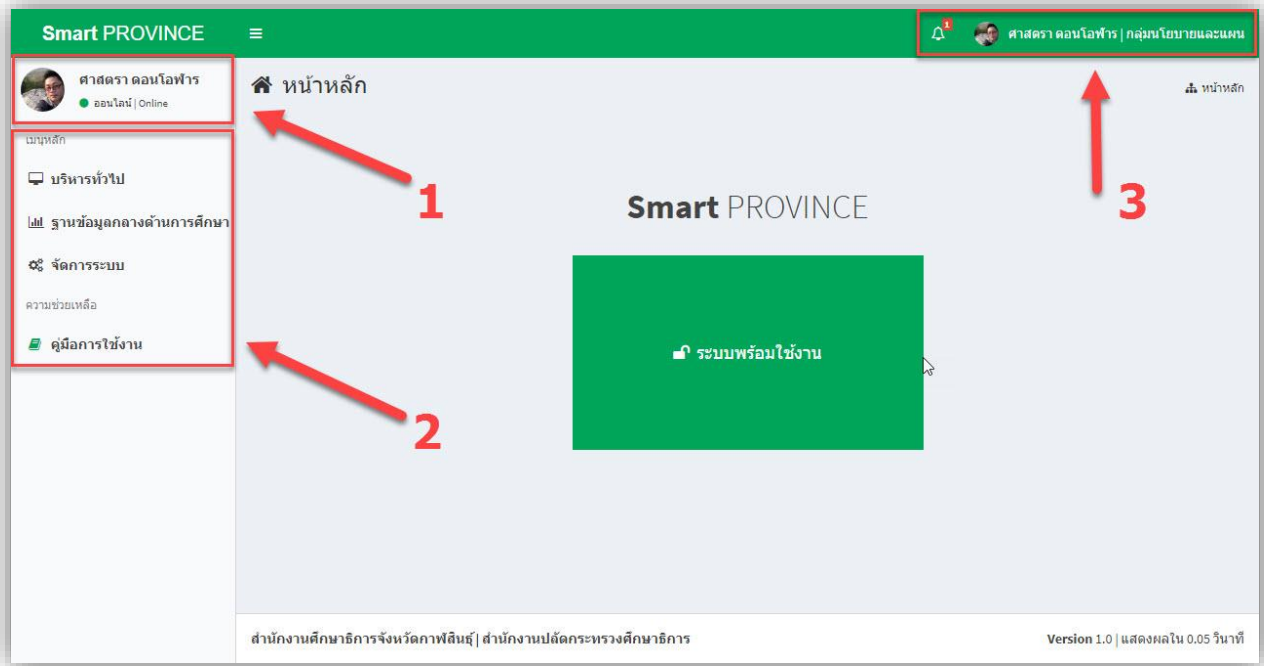 Smart PROVINCE
1
ศาสตรา ดอนโอฬาร | กลุ่มนโยบายและแผน
ศาสตรา ดอนโอฬาร
ออนไลน์ | Online
หน้าหลัก
หน้าหลัก
เมนูหลัก
บริหารทั่วไป
ฐานข้อมูลกลางด้านการศึกษา
จัดการระบบ
ความช่วยเหลือ
คู่มือการใช้งาน
1
2
3
Smart PROVINCE
ระบบพร้อมใช้งาน
สำนักงานศึกษาธิการจังหวัดกาฬสินธุ์ | สำนักงานปลัดกระทรวงศึกษาธิการ
Version 1.0 | แสดงผลใน 0.05 วินาที